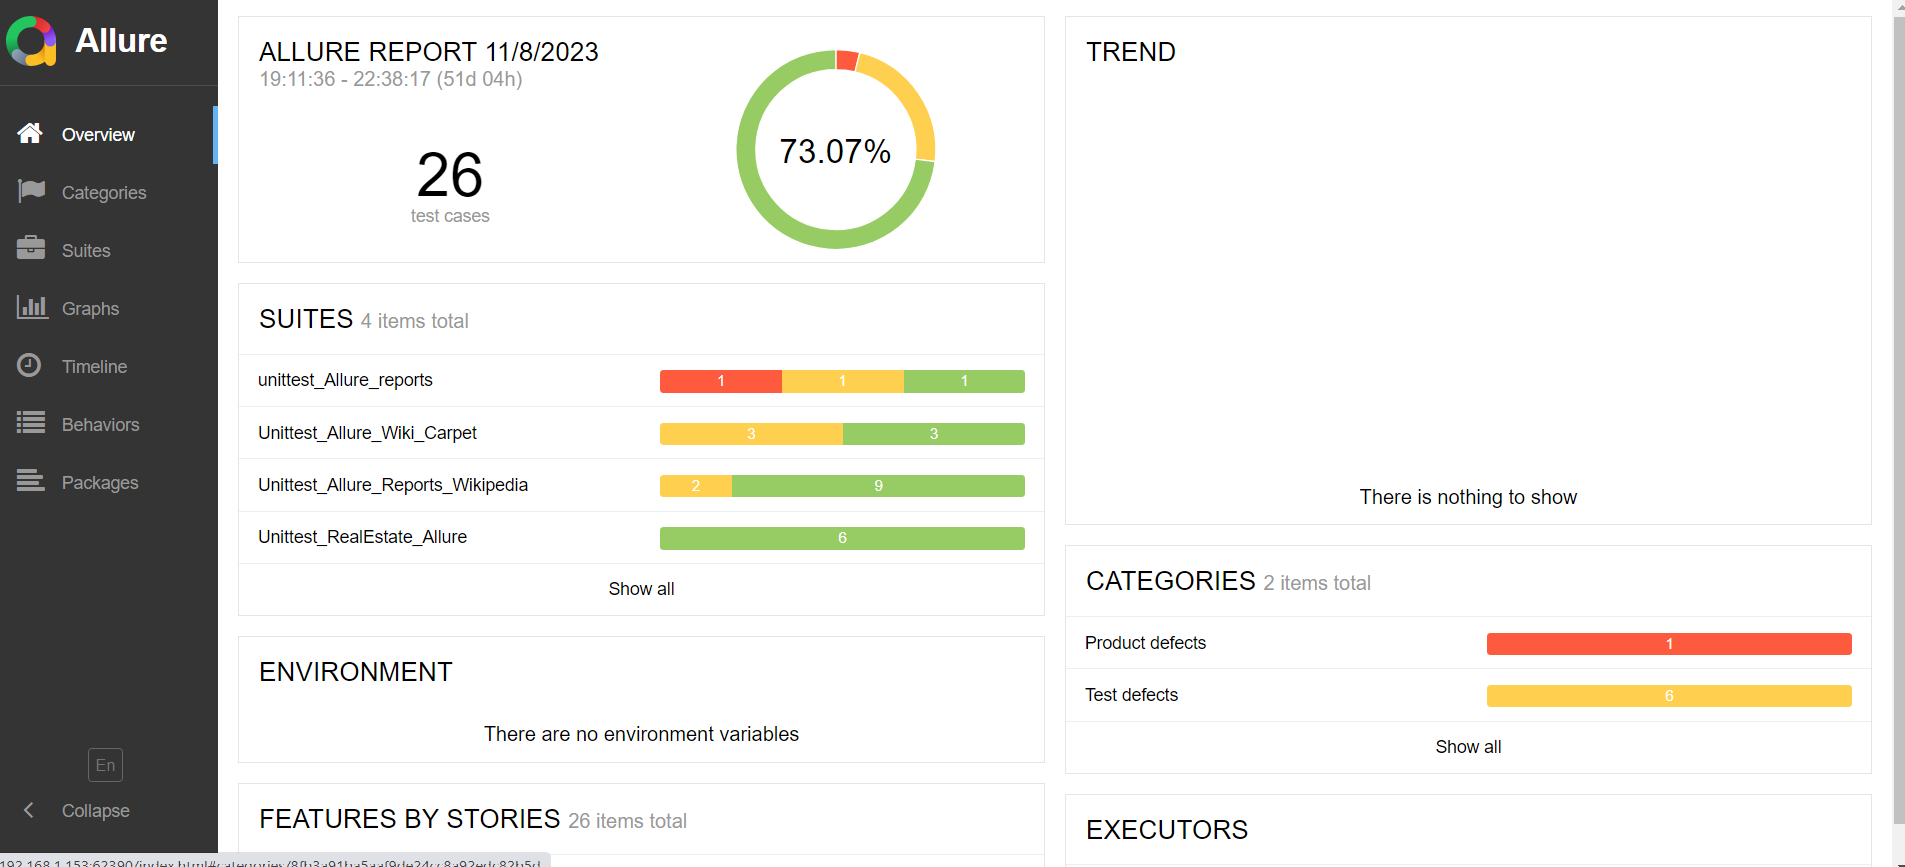 Allure
Overview
Categories
Suites
Graphs
Timeline
Behaviors
Packages
En
Collapse
ALLURE REPORT 11/8/2023
19:11:36 - 22:38:17 (51d 04h)
26
test cases
73.07%
SUITES 4 items total
unittest_Allure_reports 1 1 1
Unittest_Allure_Wiki_Carpet 3 3
Unittest_Allure_Reports_Wikipedia 2 9
Unittest_RealEstate_Allure 6
Show all
ENVIRONMENT
There are no environment variables
FEATURES BY STORIES 26 items total
TREND
There is nothing to show
CATEGORIES 2 items total
Product defects 1
Test defects 6
Show all
EXECUTORS